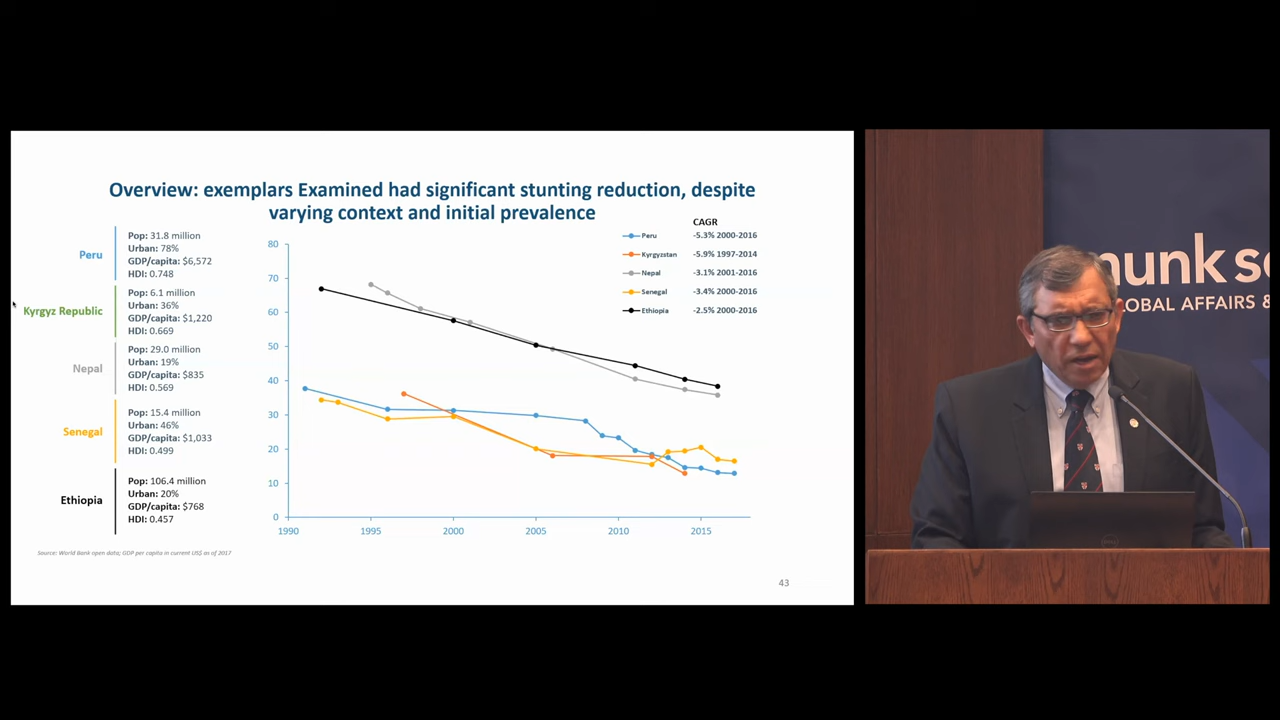 Overview: exemplars Examined had significant stunting reduction, despite
varying context and initial prevalence
Peru
Pop: 31.8 million
Urban: 78%
GDP/capita: $6,572
HDI: 0.748
Kyrgyz Republic
Pop: 6.1 million
Urban: 36%
GDP/capita: $1,220
HDI: 0.669
Nepal
Pop: 29.0 million
Urban: 19%
GDP/capita: $835
HDI: 0.569
Senegal
Pop: 15.4 million
Urban: 46%
GDP/capita: $1,033
HDI: 0.499
Ethiopia
Pop: 106.4 million
Urban: 20%
GDP/capita: $768
HDI: 0.457
CAGR
Peru -5.3% 2000-2016
Kyrgyzstan -5.9% 1997-2014
Nepal -3.1% 2001-2016
Senegal -3.4% 2000-2016
Ethiopia -2.5% 2000-2016
80
70
60
50
40
30
20
10
0
1990 1995 2000 2005 2010 2015
Source: World Bank open data; GDP per capita in current US$ as of 2017
43
unk s
LOBAL AFFAIRS &
DELL